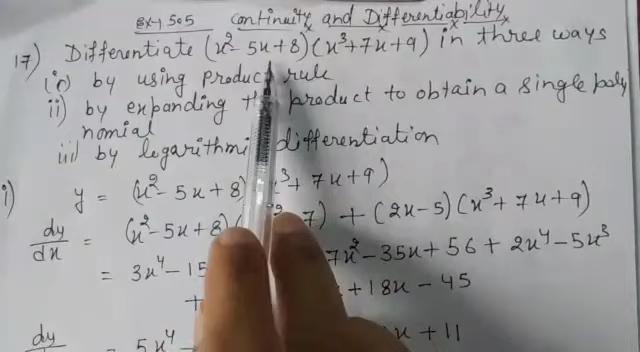 Ex-5.5 Continuity and Differentiability
17) Differentiate (x² - 5x + 8) (x³ + 7x + 9) in three ways
i) by using product rule
ii) by expanding the product to obtain a single poly
nomial
iii) by logarithmic differentiation
i) y = (x² - 5x + 8) x³ + 7x + 9)
dy/dx = (x² - 5x + 8) ( 7) + (2x - 5) (x³ + 7x + 9)
= 3x⁴ - 15 7x² - 35x + 56 + 2x⁴ - 5x³
+ + 18x - 45
dy = 5x⁴ - x + 11